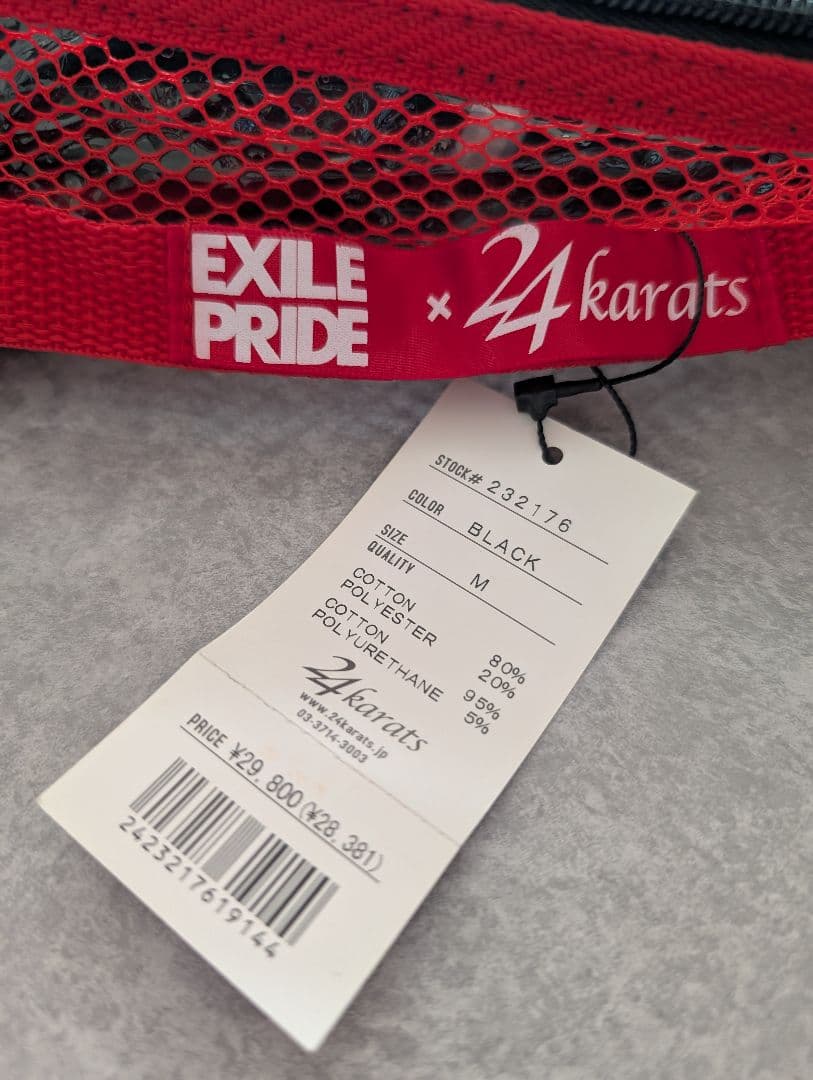 EXILE
PRIDE
× 24karats
STOCK# 232176
COLOR BLACK
SIZE M
QUALITY
COTTON 80%
POLYESTER 20%
COTTON 95%
POLYURETHANE 5%
24karats
www.24karats.jp
03-3714-3003
PRICE ¥29,800(¥28,381)
2423217619144